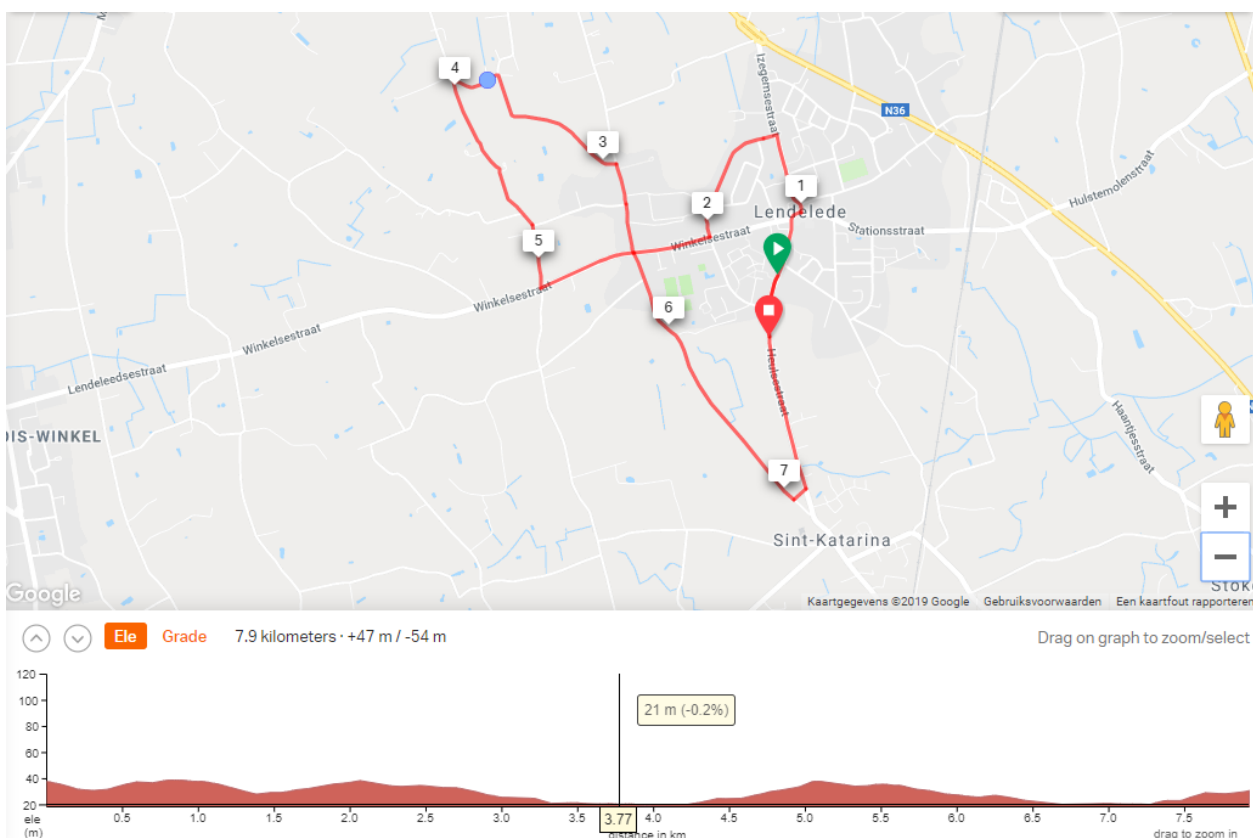 4
Izegemsestraat
N36
3
1
2
Lendelede
Hulstemolenstraat
Winkelsestraat
Stationsstraat
5
Winkelsestraat
6
Winkelsestraat
Heulsestraat
Lendeleedsestraat
Haantjesstraat
DIS-WINKEL
7
Sint-Katarina
Stok
Google
Kaartgegevens ©2019 Google Gebruiksvoorwaarden Een kaartfout rapporteren
Ele Grade 7.9 kilometers · +47 m / -54 m Drag on graph to zoom/select
120
100
80
60
40
20
21 m (-0.2%)
ele
(m)
0.5 1.0 1.5 2.0 2.5 3.0 3.5 3.77 4.0 4.5 5.0 5.5 6.0 6.5 7.0 7.5
distance in km
drag to zoom in